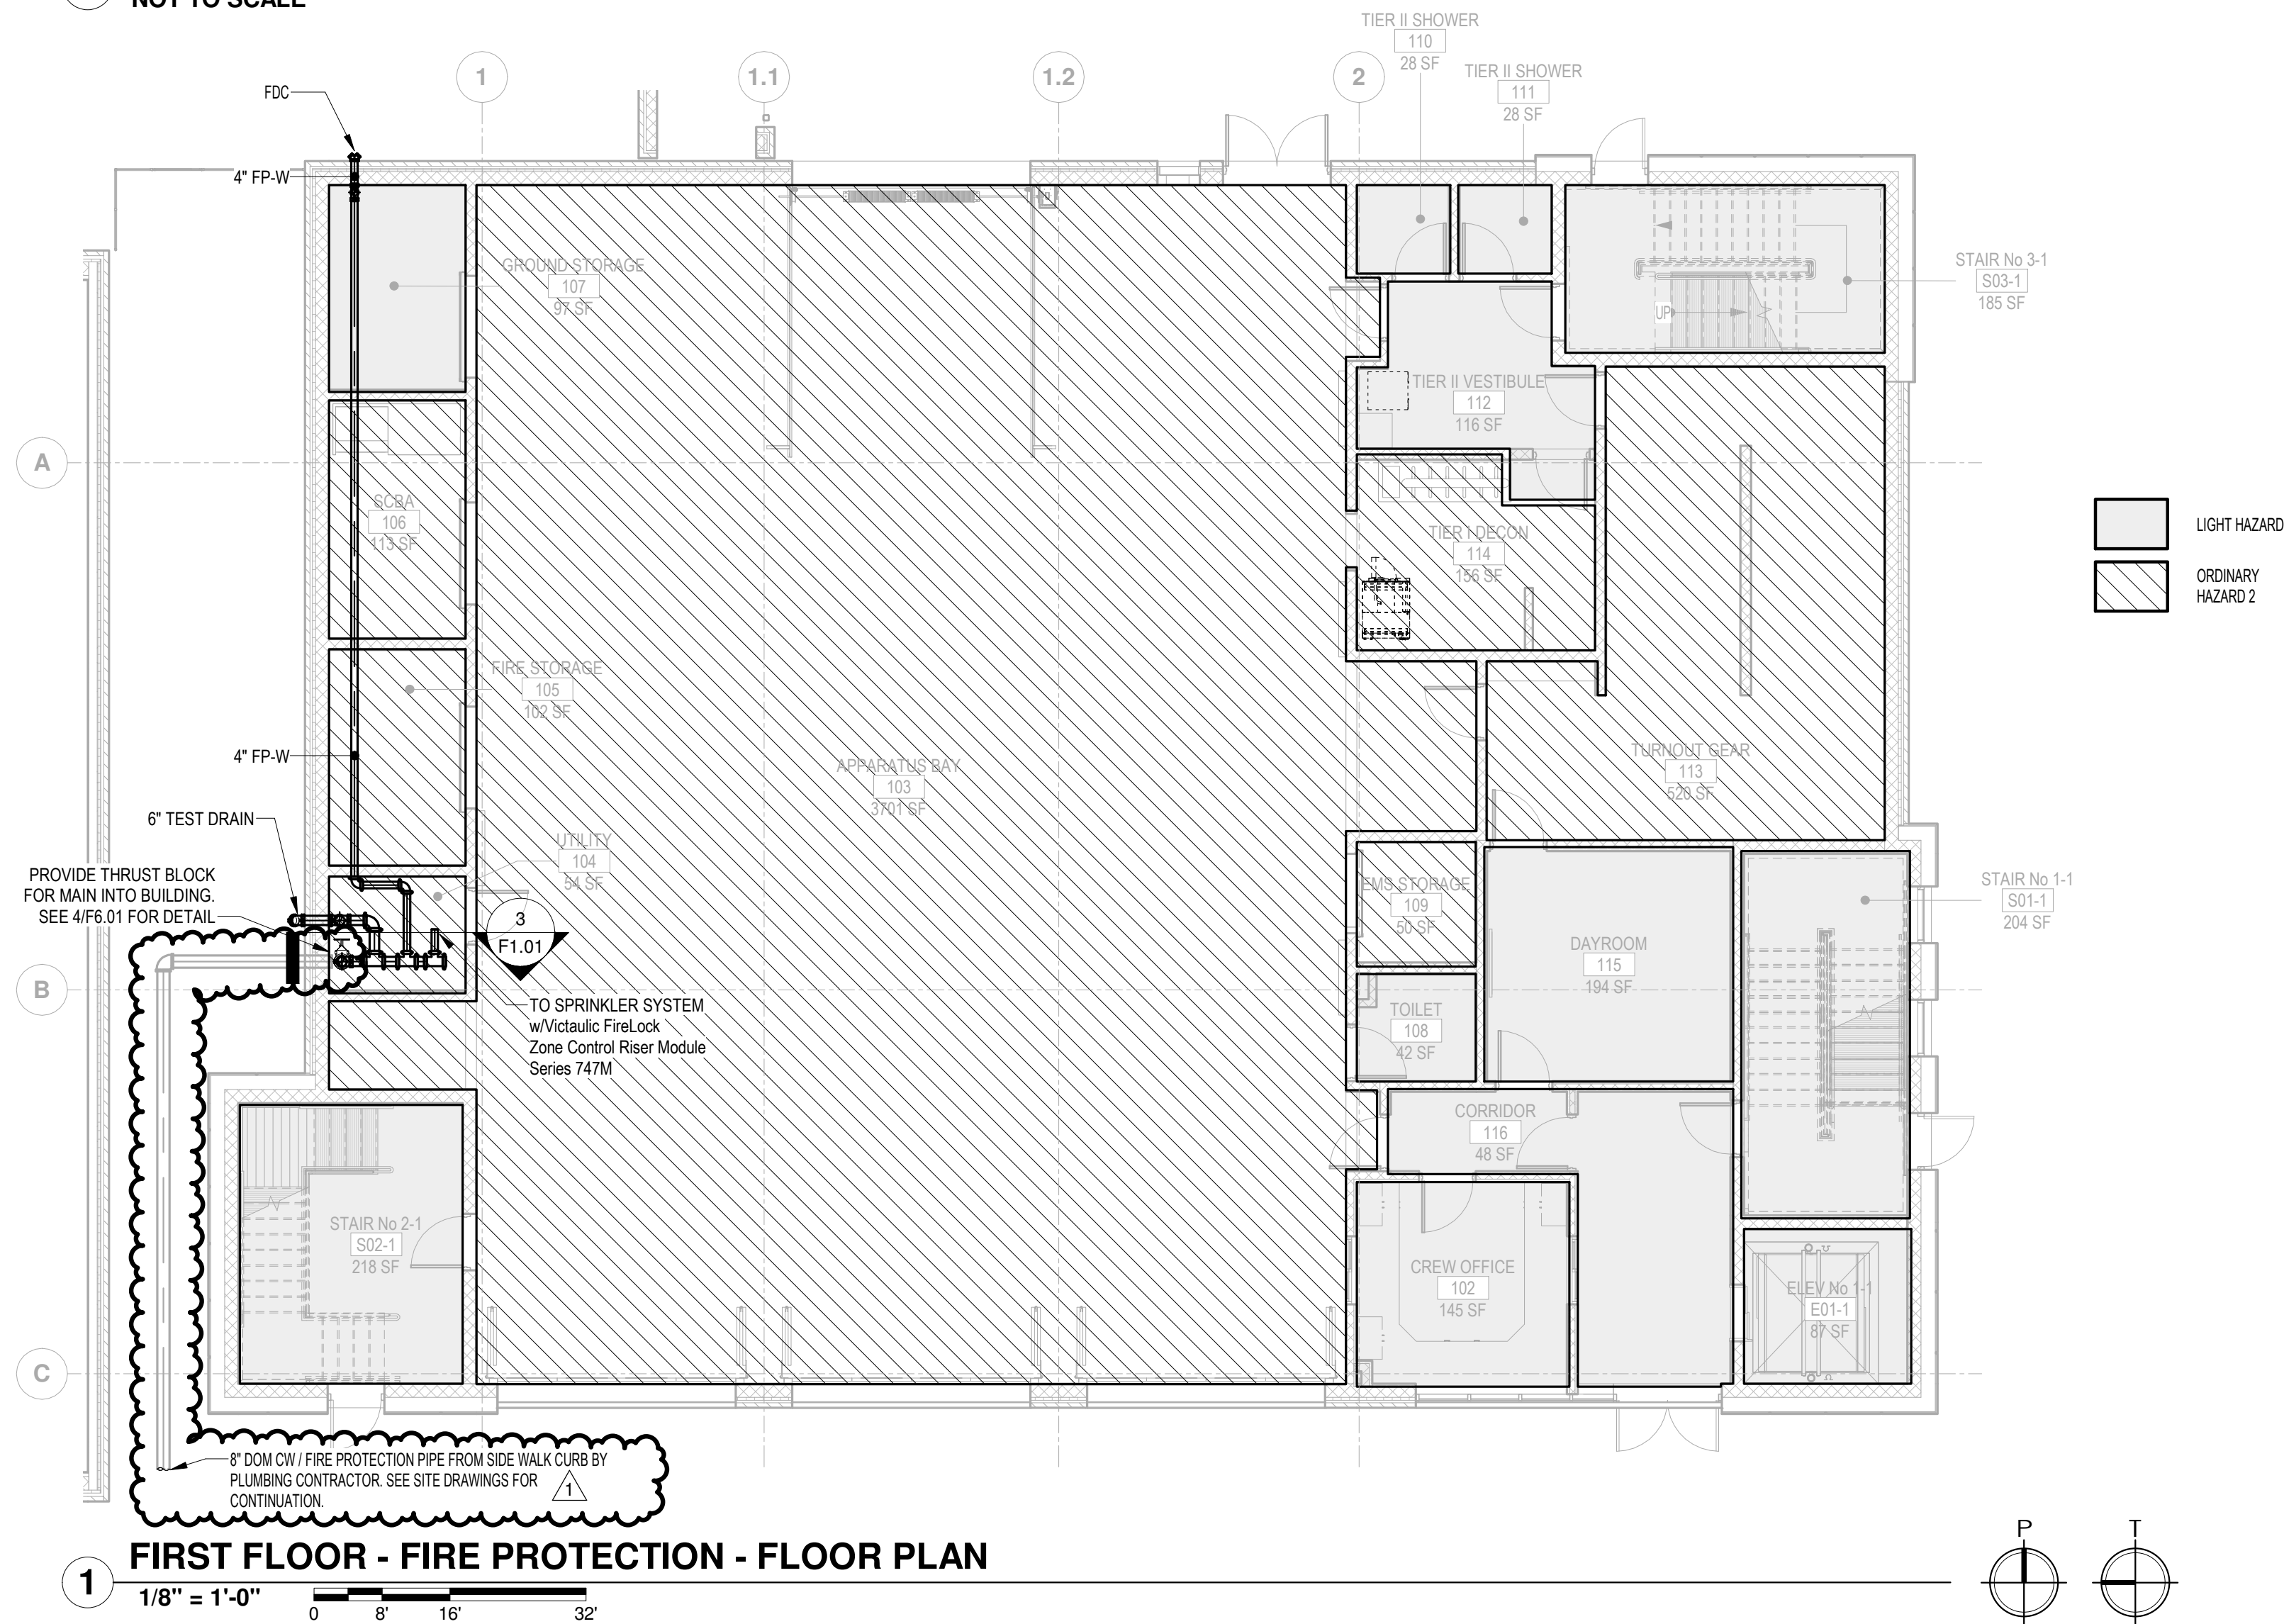 NOT TO SCALE
TIER II SHOWER
110
28 SF
TIER II SHOWER
111
28 SF
1
1.1
1.2
2
FDC
4" FP-W
GROUND STORAGE
107
97 SF
STAIR No 3-1
S03-1
185 SF
UP
TIER II VESTIBULE
112
116 SF
A
SCBA
106
113 SF
TIER I DECON
114
156 SF
LIGHT HAZARD
ORDINARY
HAZARD 2
FIRE STORAGE
105
102 SF
4" FP-W
APPARATUS BAY
103
3701 SF
TURNOUT GEAR
113
520 SF
6" TEST DRAIN
UTILITY
104
54 SF
PROVIDE THRUST BLOCK
FOR MAIN INTO BUILDING.
SEE 4/F6.01 FOR DETAIL
3
F1.01
EMS STORAGE
109
50 SF
DAYROOM
115
194 SF
STAIR No 1-1
S01-1
204 SF
B
TO SPRINKLER SYSTEM
w/Victaulic FireLock
Zone Control Riser Module
Series 747M
TOILET
108
42 SF
CORRIDOR
116
48 SF
STAIR No 2-1
S02-1
218 SF
CREW OFFICE
102
145 SF
ELEV No 1-1
E01-1
87 SF
C
8" DOM CW / FIRE PROTECTION PIPE FROM SIDE WALK CURB BY
PLUMBING CONTRACTOR. SEE SITE DRAWINGS FOR
CONTINUATION.
1
1
FIRST FLOOR - FIRE PROTECTION - FLOOR PLAN
1/8" = 1'-0"
0 8' 16' 32'
P
T